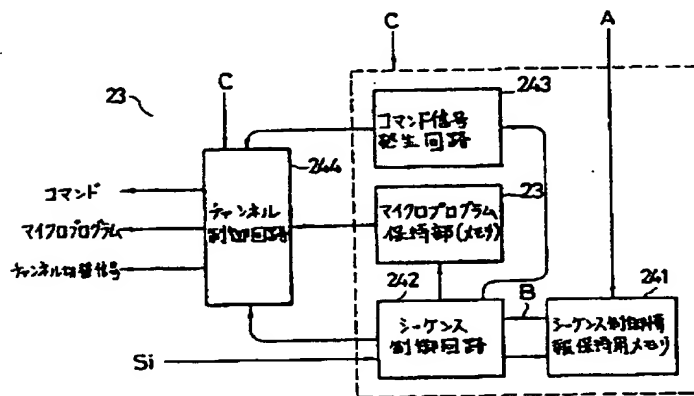 C
A
23
C
243
コマンド信号
発生回路
244
コマンド
マイクロプログラム
チャンネル切替信号
チャンネル
制御回路
23
マイクロプログラム
保持部(メモリ)
242
シーケンス
制御回路
B
241
シーケンス制御情
報保持用メモリ
Si